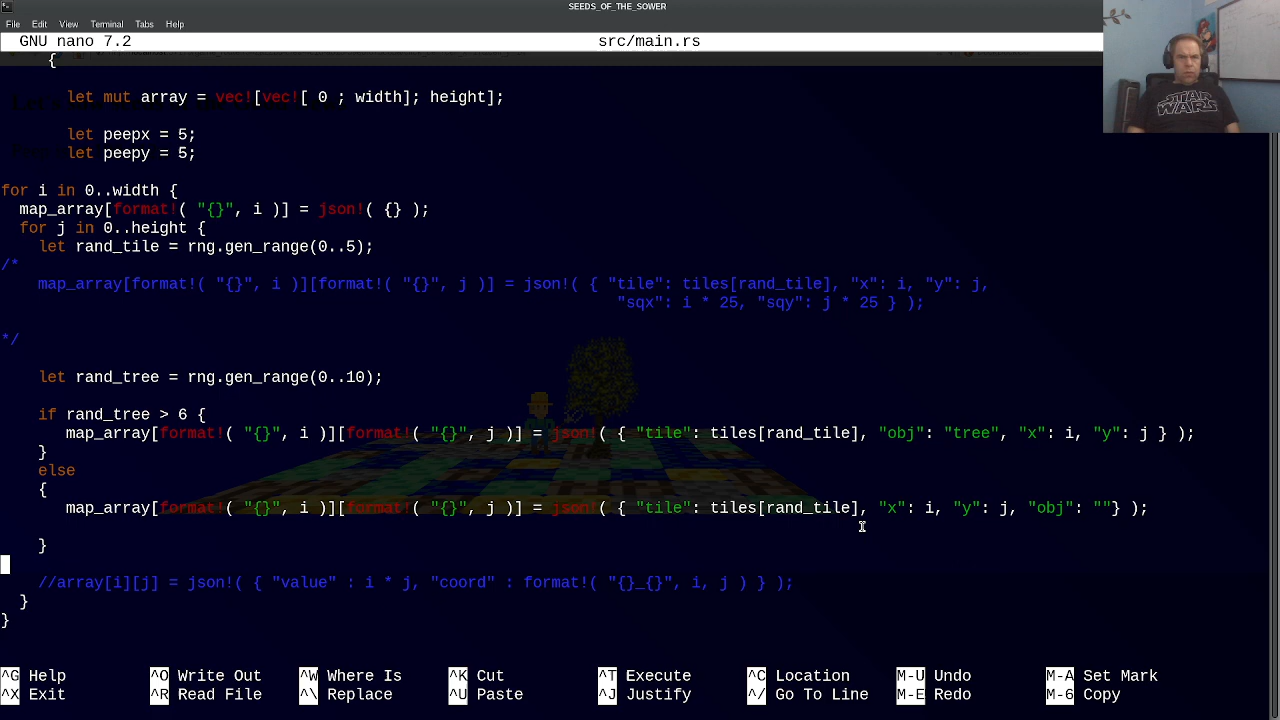 SEEDS_OF_THE_SOWER
File Edit View Terminal Tabs Help
GNU nano 7.2 src/main.rs
{
let mut array = vec![vec![ 0 ; width]; height];
let peepx = 5;
let peepy = 5;
for i in 0..width {
map_array[format!( "{}", i )] = json!( {} );
for j in 0..height {
let rand_tile = rng.gen_range(0..5);
/*
map_array[format!( "{}", i )][format!( "{}", j )] = json!( { "tile": tiles[rand_tile], "x": i, "y": j,
"sqx": i * 25, "sqy": j * 25 } );
*/
let rand_tree = rng.gen_range(0..10);
if rand_tree > 6 {
map_array[format!( "{}", i )][format!( "{}", j )] = json!( { "tile": tiles[rand_tile], "obj": "tree", "x": i, "y": j } );
}
else
{
map_array[format!( "{}", i )][format!( "{}", j )] = json!( { "tile": tiles[rand_tile], "x": i, "y": j, "obj": ""} );
}
//array[i][j] = json!( { "value" : i * j, "coord" : format!( "{}_{}", i, j ) } );
}
}
^G Help ^O Write Out ^W Where Is ^K Cut ^T Execute ^C Location M-U Undo M-A Set Mark
^X Exit ^R Read File ^\ Replace ^U Paste ^J Justify ^/ Go To Line M-E Redo M-6 Copy
STAR WARS